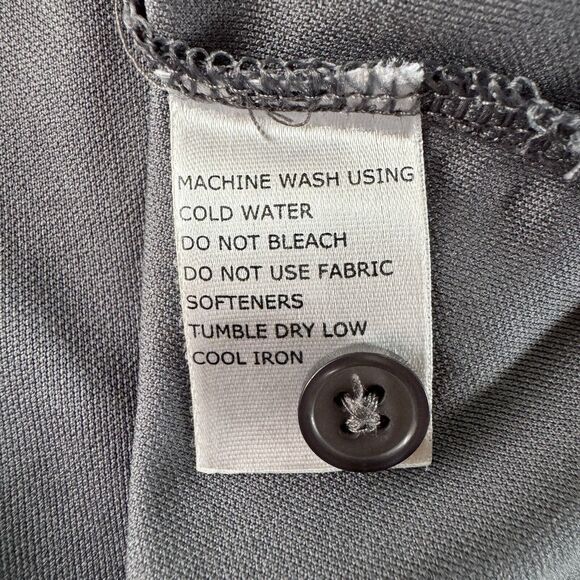 MACHINE WASH USING
COLD WATER
DO NOT BLEACH
DO NOT USE FABRIC
SOFTENERS
TUMBLE DRY LOW
COOL IRON